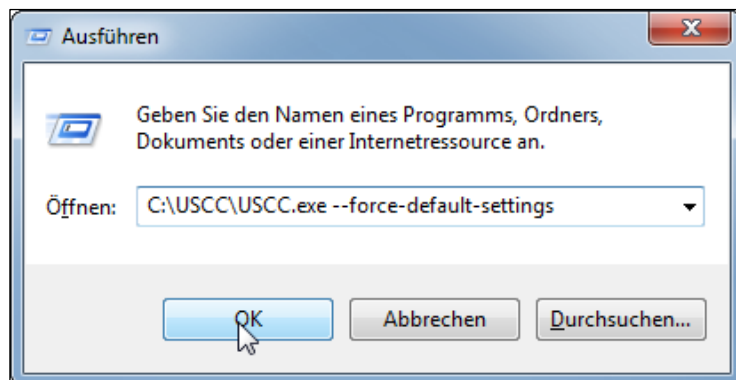 Ausführen
Geben Sie den Namen eines Programms, Ordners,
Dokuments oder einer Internetressource an.
Öffnen: C:\USCC\USCC.exe --force-default-settings
OK Abbrechen Durchsuchen...